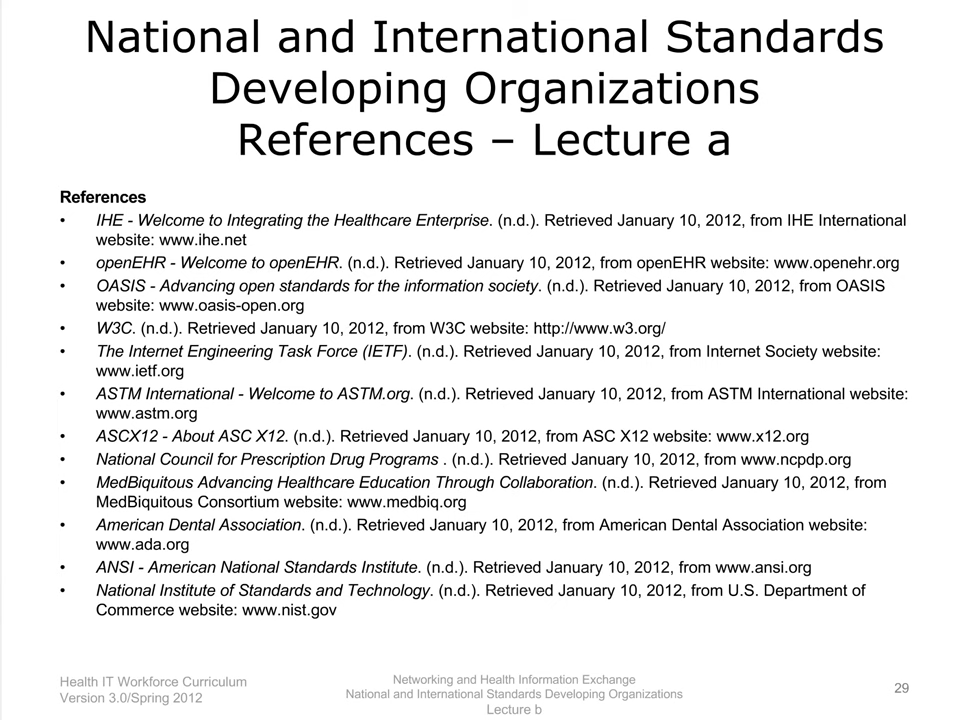 National and International Standards
Developing Organizations
References – Lecture a
References
• IHE - Welcome to Integrating the Healthcare Enterprise. (n.d.). Retrieved January 10, 2012, from IHE International
website: www.ihe.net
• openEHR - Welcome to openEHR. (n.d.). Retrieved January 10, 2012, from openEHR website: www.openehr.org
• OASIS - Advancing open standards for the information society. (n.d.). Retrieved January 10, 2012, from OASIS
website: www.oasis-open.org
• W3C. (n.d.). Retrieved January 10, 2012, from W3C website: http://www.w3.org/
• The Internet Engineering Task Force (IETF). (n.d.). Retrieved January 10, 2012, from Internet Society website:
www.ietf.org
• ASTM International - Welcome to ASTM.org. (n.d.). Retrieved January 10, 2012, from ASTM International website:
www.astm.org
• ASCX12 - About ASC X12. (n.d.). Retrieved January 10, 2012, from ASC X12 website: www.x12.org
• National Council for Prescription Drug Programs . (n.d.). Retrieved January 10, 2012, from www.ncpdp.org
• MedBiquitous Advancing Healthcare Education Through Collaboration. (n.d.). Retrieved January 10, 2012, from
MedBiquitous Consortium website: www.medbiq.org
• American Dental Association. (n.d.). Retrieved January 10, 2012, from American Dental Association website:
www.ada.org
• ANSI - American National Standards Institute. (n.d.). Retrieved January 10, 2012, from www.ansi.org
• National Institute of Standards and Technology. (n.d.). Retrieved January 10, 2012, from U.S. Department of
Commerce website: www.nist.gov
Health IT Workforce Curriculum
Version 3.0/Spring 2012
Networking and Health Information Exchange
National and International Standards Developing Organizations
Lecture b
29